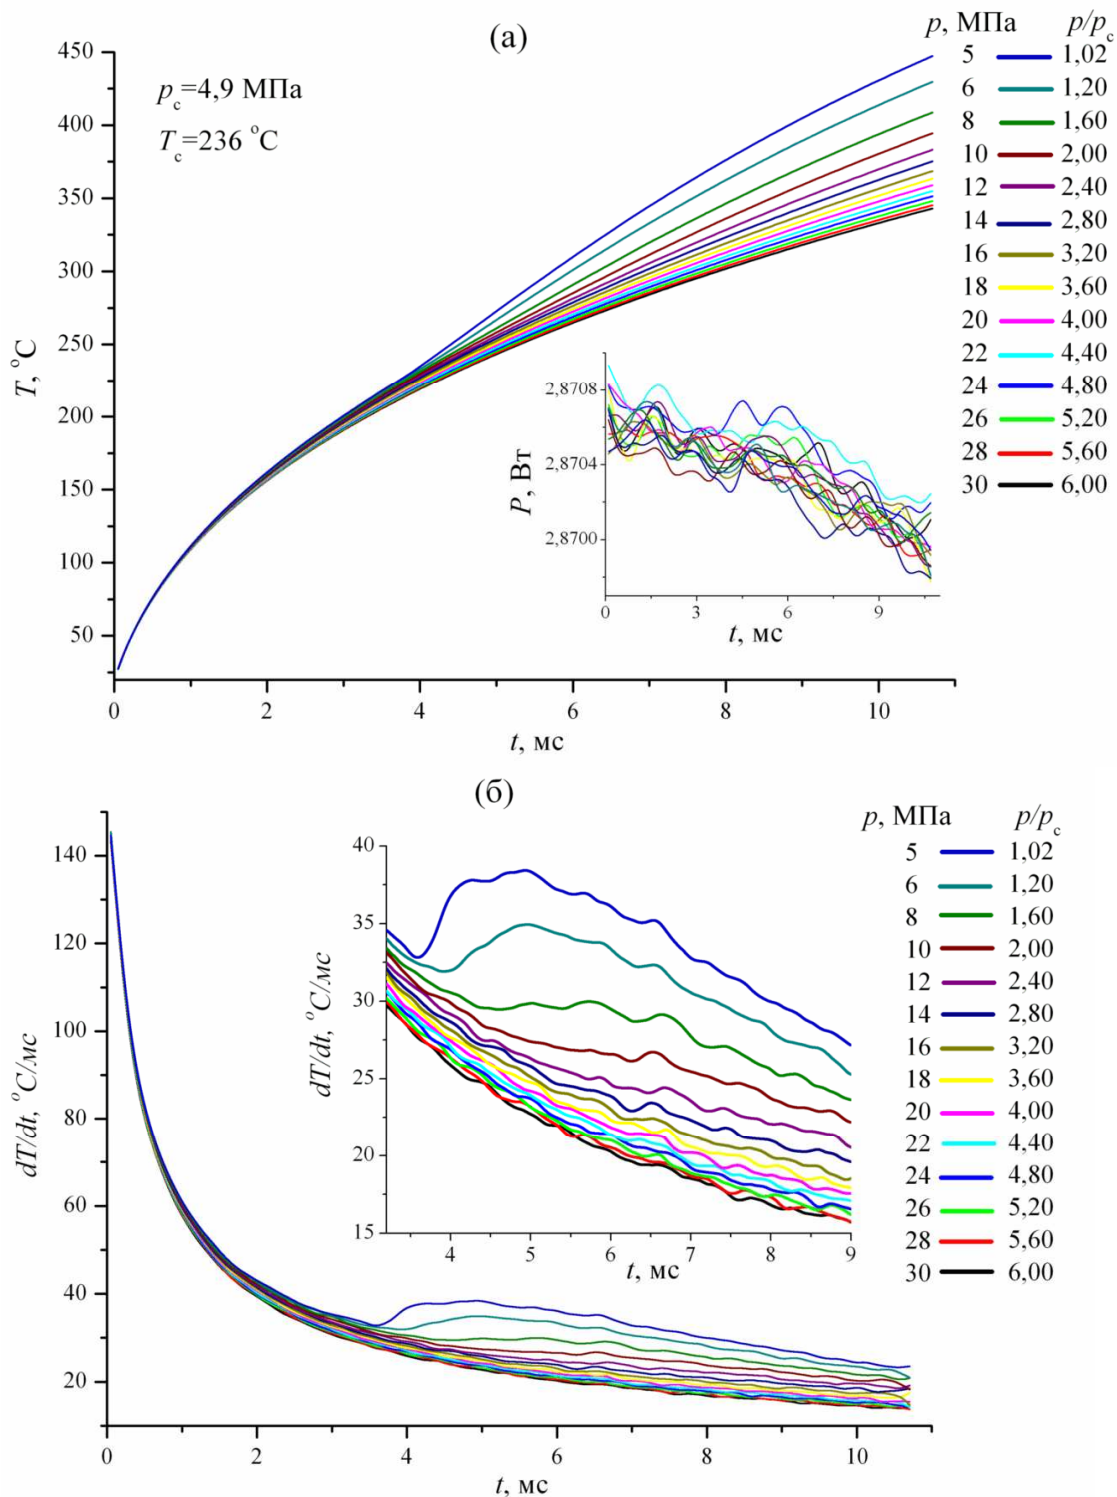 (а)
p, МПа p/pc
5 1,02
6 1,20
8 1,60
10 2,00
12 2,40
14 2,80
16 3,20
18 3,60
20 4,00
22 4,40
24 4,80
26 5,20
28 5,60
30 6,00
pc=4,9 МПа
Tc=236 °C
450
400
350
300
250
200
150
100
50
T, °C
0 2 4 6 8 10
t, мс
2,8708
2,8704
2,8700
P, Вт
0 3 6 9
t, мс
(б)
p, МПа p/pc
5 1,02
6 1,20
8 1,60
10 2,00
12 2,40
14 2,80
16 3,20
18 3,60
20 4,00
22 4,40
24 4,80
26 5,20
28 5,60
30 6,00
140
120
100
80
60
40
20
dT/dt, °C/мс
0 2 4 6 8 10
t, мс
40
35
30
25
20
15
dT/dt, °C/мс
4 5 6 7 8 9
t, мс